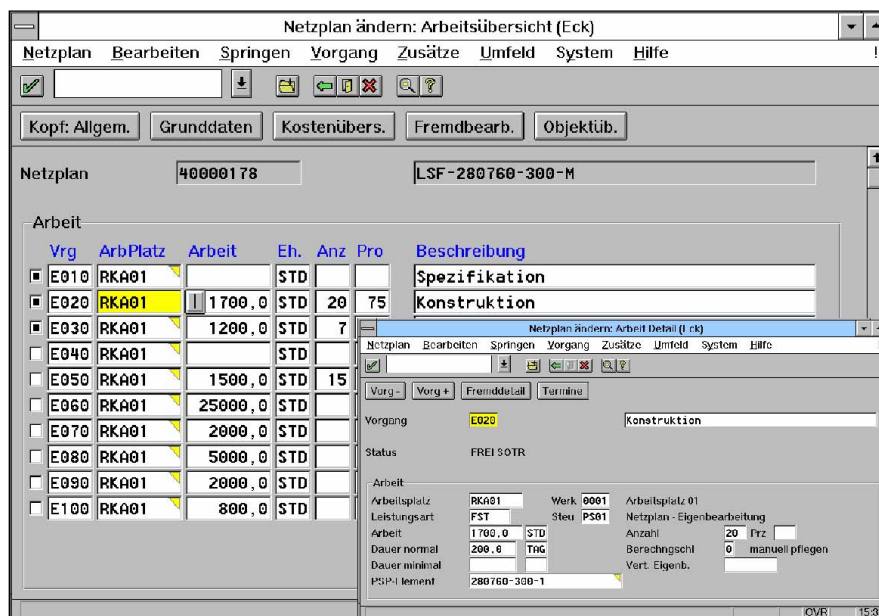 Netzplan ändern: Arbeitsübersicht (Eck)
Netzplan Bearbeiten Springen Vorgang Zusätze Umfeld System Hilfe !
Kopf: Allgem. Grunddaten Kostenübers. Fremdbearb. Objektüb.
Netzplan 40000178 LSF-280760-300-M
Arbeit
Vrg ArbPlatz Arbeit Eh. Anz Pro Beschreibung
E010 RKA01 STD Spezifikation
E020 RKA01 1700,0 STD 20 75 Konstruktion
E030 RKA01 1200,0 STD 7
E040 RKA01 STD
E050 RKA01 1500,0 STD 15
E060 RKA01 25000,0 STD
E070 RKA01 2000,0 STD
E080 RKA01 5000,0 STD
E090 RKA01 2000,0 STD
E100 RKA01 800,0 STD
Netzplan ändern: Arbeit Detail (Eck)
Netzplan Bearbeiten Springen Vorgang Zusätze Umfeld System Hilfe
Vorg - Vorg + Fremddetail Termine
Vorgang E020 Konstruktion
Status FREI SOTR
Arbeit
Arbeitsplatz RKA01 Werk 0001 Arbeitsplatz 01
Leistungsart FST Steu PS01 Netzplan - Eigenbearbeitung
Arbeit 1700,0 STD Anzahl 20 Prz
Dauer normal 200,0 TAG Berechngschl 0 manuell pflegen
Dauer minimal Vert. Eigenb.
PSP-Element 280760-300-1
OVR 15:3